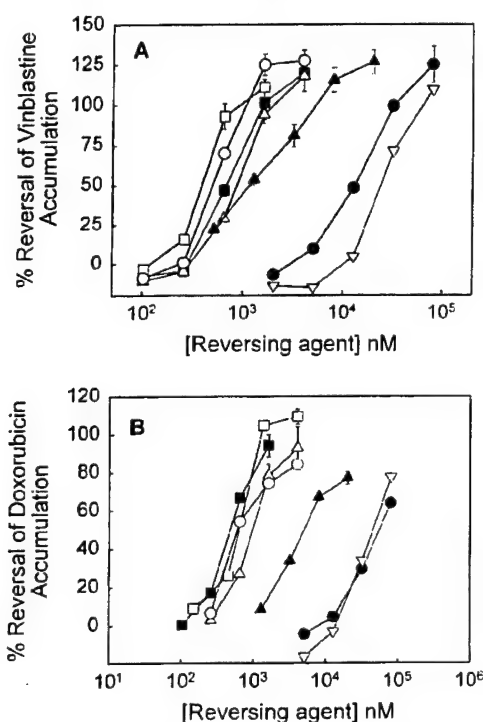 A
% Reversal of Vinblastine
Accumulation
125
100
75
50
25
0
10² 10³ 10⁴ 10⁵
[Reversing agent] nM
B
% Reversal of Doxorubicin
Accumulation
120
100
80
60
40
20
0
10¹ 10² 10³ 10⁴ 10⁵ 10⁶
[Reversing agent] nM